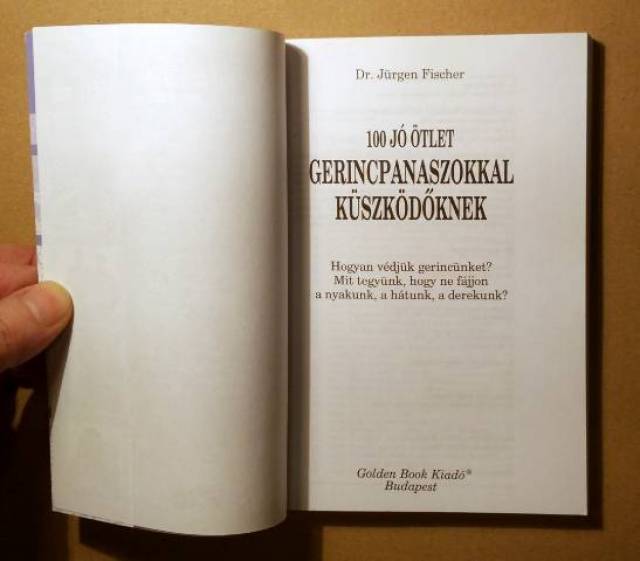 Dr. Jürgen Fischer
100 JÓ ÖTLET
GERINCPANASZOKKAL
KÜSZKÖDŐKNEK
Hogyan védjük gerincünket?
Mit tegyünk, hogy ne fájjon
a nyakunk, a hátunk, a derekunk?
Golden Book Kiadó®
Budapest